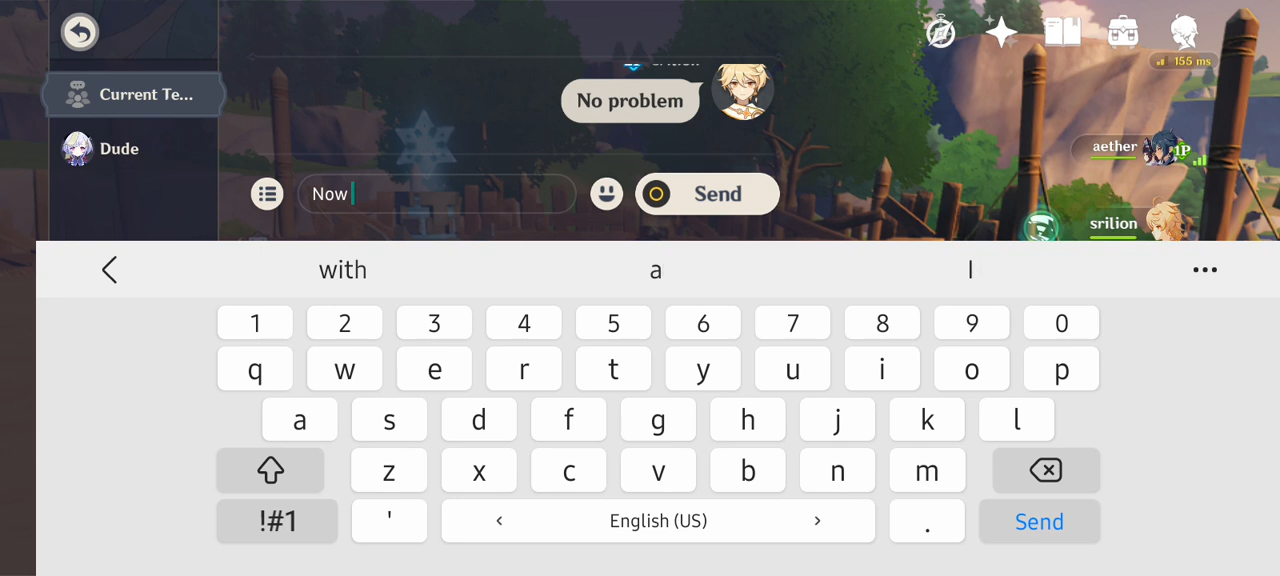 155 ms
Current Te...
No problem
Dude
aether
1P
Now
Send
srilion
with a I
1 2 3 4 5 6 7 8 9 0
q w e r t y u i o p
a s d f g h j k l
z x c v b n m
!#1 ' English (US) . Send